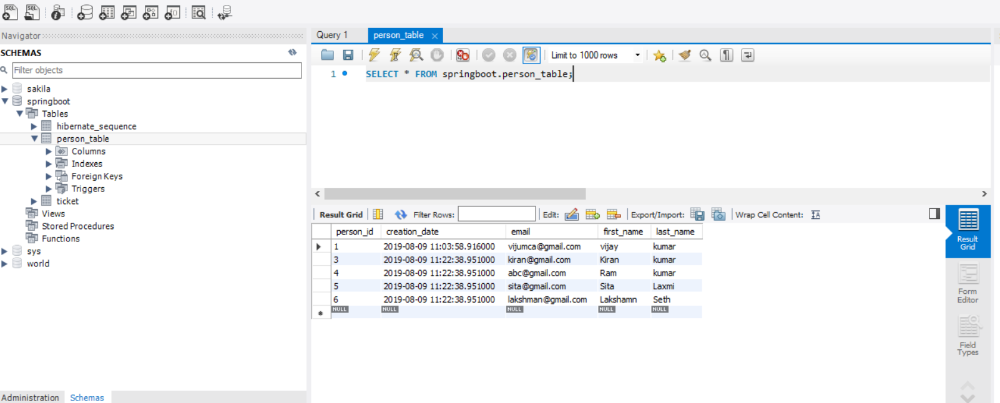 SQL SQL
Navigator
SCHEMAS
Filter objects
sakila
springboot
Tables
hibernate_sequence
person_table
Columns
Indexes
Foreign Keys
Triggers
ticket
Views
Stored Procedures
Functions
sys
world
Administration Schemas
Query 1 person_table
Limit to 1000 rows
1 SELECT * FROM springboot.person_table;
Result Grid Filter Rows: Edit: Export/Import: Wrap Cell Content:
person_id creation_date email first_name last_name
1 2019-08-09 11:03:58.916000 vijumca@gmail.com vijay kumar
3 2019-08-09 11:22:38.951000 kiran@gmail.com Kiran kumar
4 2019-08-09 11:22:38.951000 abc@gmail.com Ram kumar
5 2019-08-09 11:22:38.951000 sita@gmail.com Sita Laxmi
6 2019-08-09 11:22:38.951000 lakshman@gmail.com Lakshamn Seth
NULL NULL NULL NULL NULL
Result
Grid
Form
Editor
Field
Types